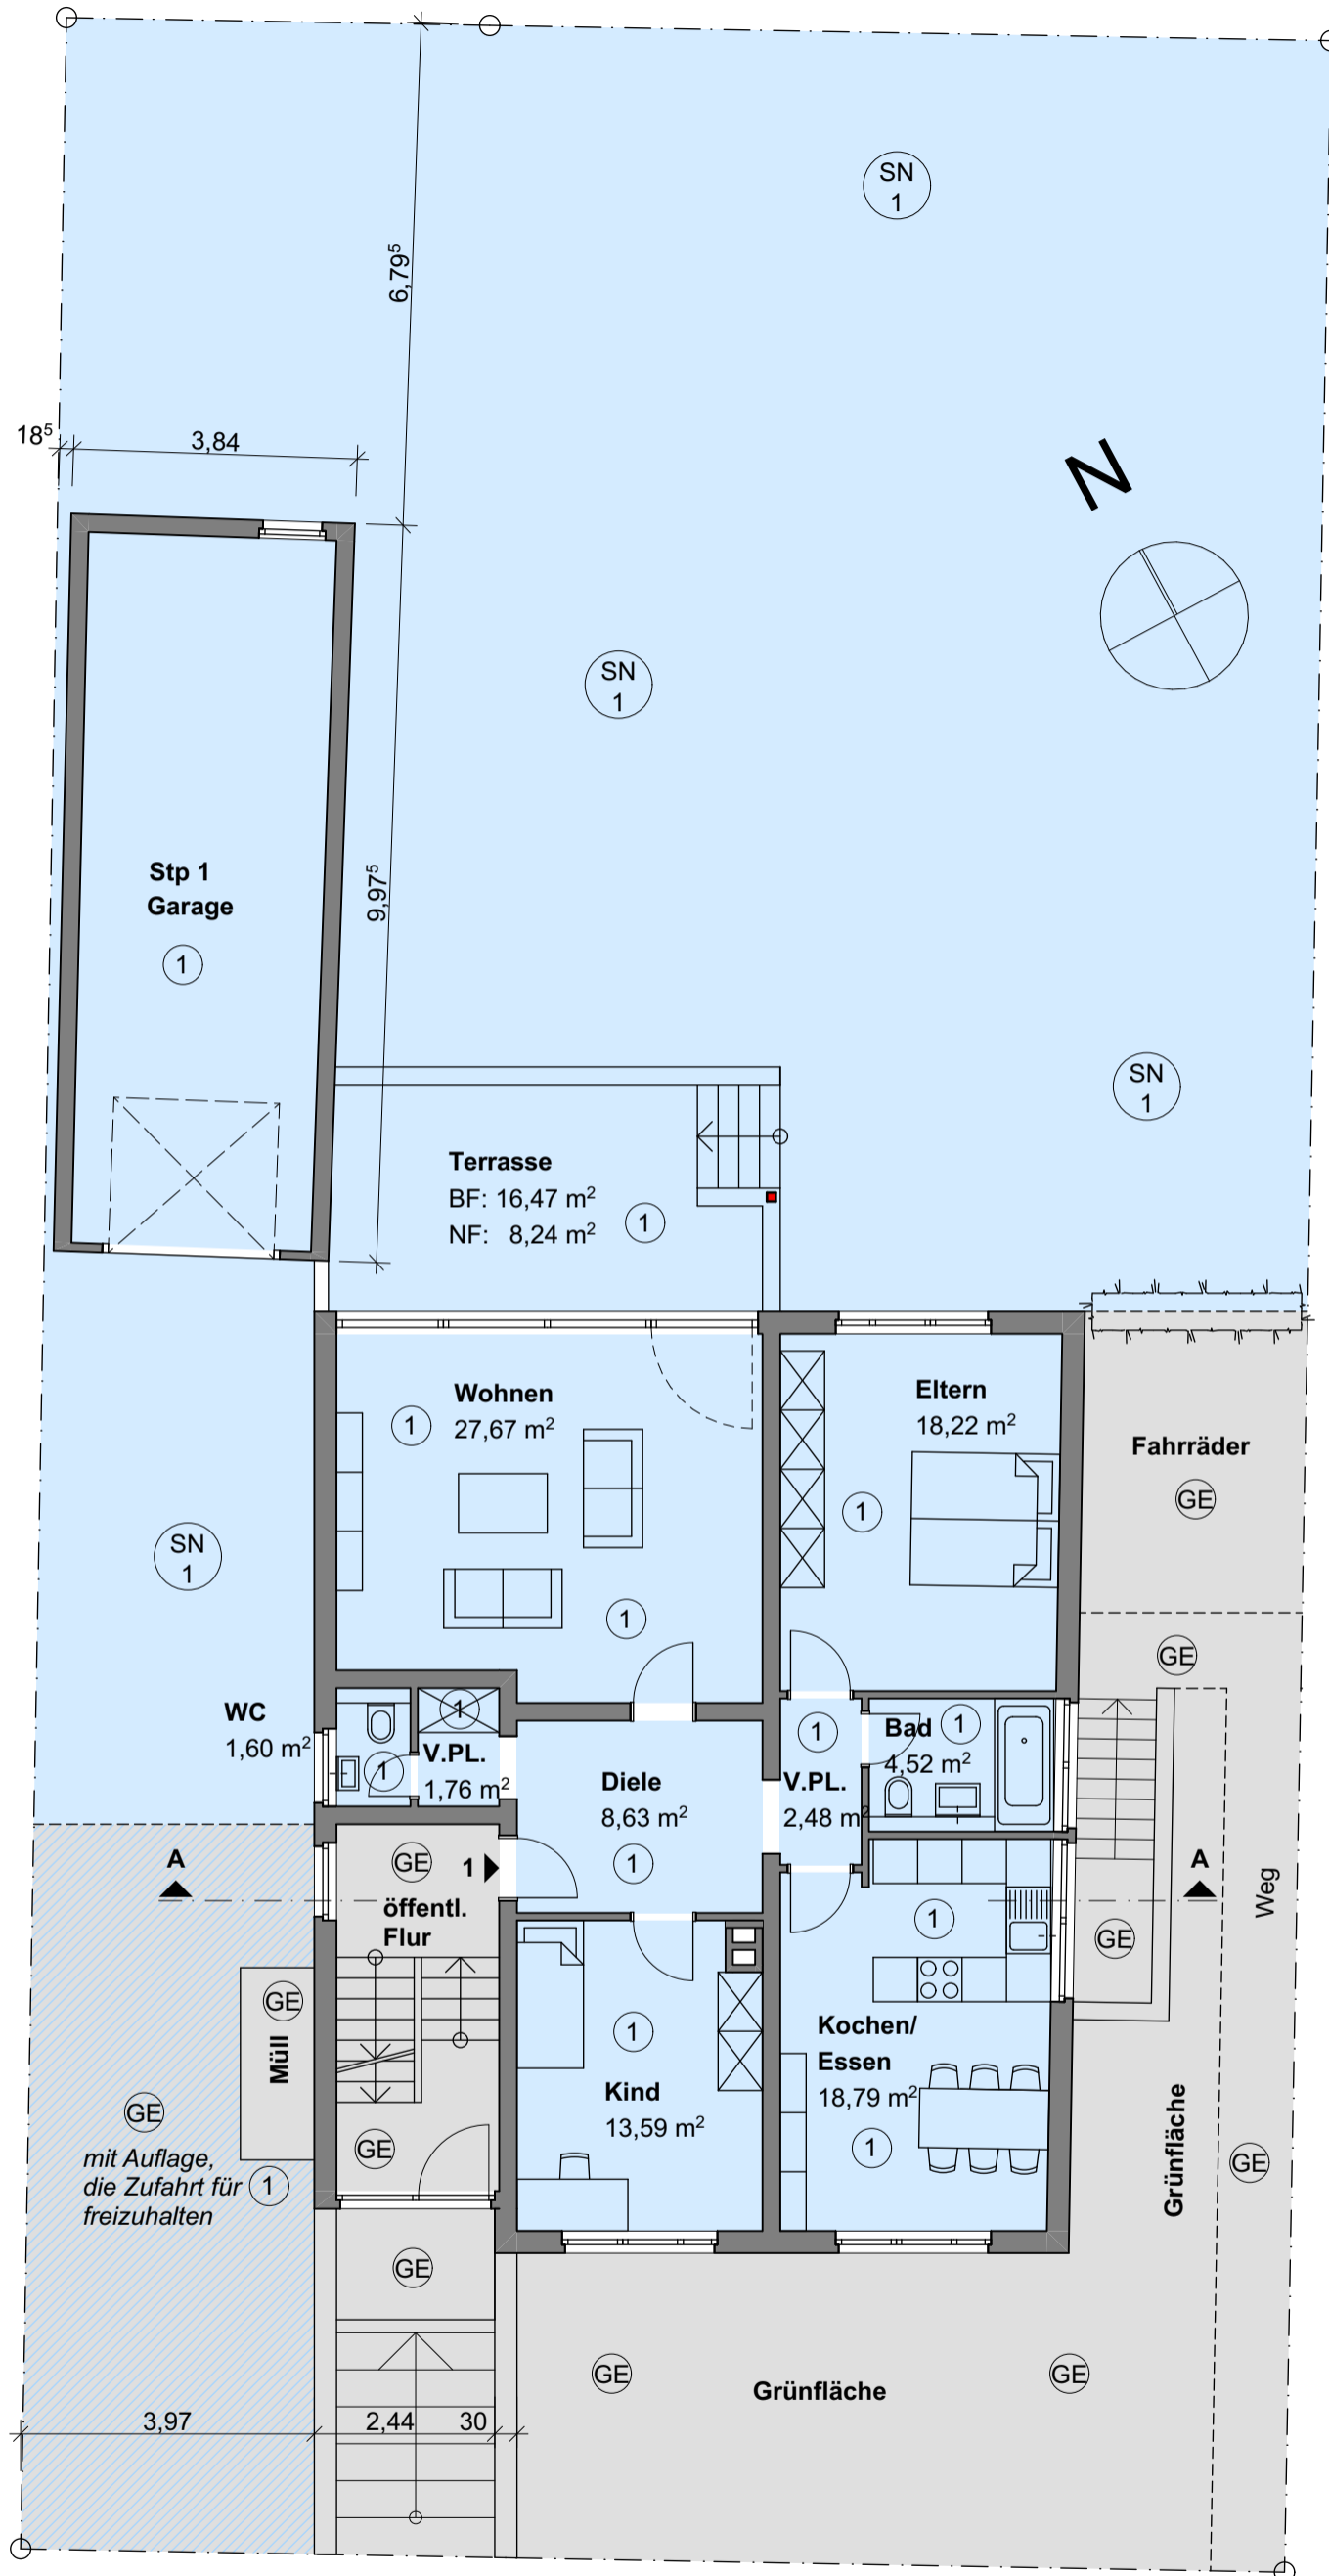 SN
1
6,79⁵
18⁵
3,84
N
SN
1
Stp 1
Garage
1
9,97⁵
SN
1
Terrasse
BF: 16,47 m²
NF: 8,24 m²
1
Wohnen
27,67 m²
1
1
Eltern
18,22 m²
1
Fahrräder
GE
SN
1
GE
WC
1,60 m²
1
1
V.PL.
1,76 m²
Diele
8,63 m²
1
1
V.PL.
2,48 m²
Bad
4,52 m²
1
A
GE
1
öffentl.
Flur
1
A
Weg
GE
GE
Müll
1
Kind
13,59 m²
Kochen/
Essen
18,79 m²
1
GE
mit Auflage,
die Zufahrt für 1
freizuhalten
GE
Grünfläche
GE
GE
GE
Grünfläche
GE
3,97
2,44
30